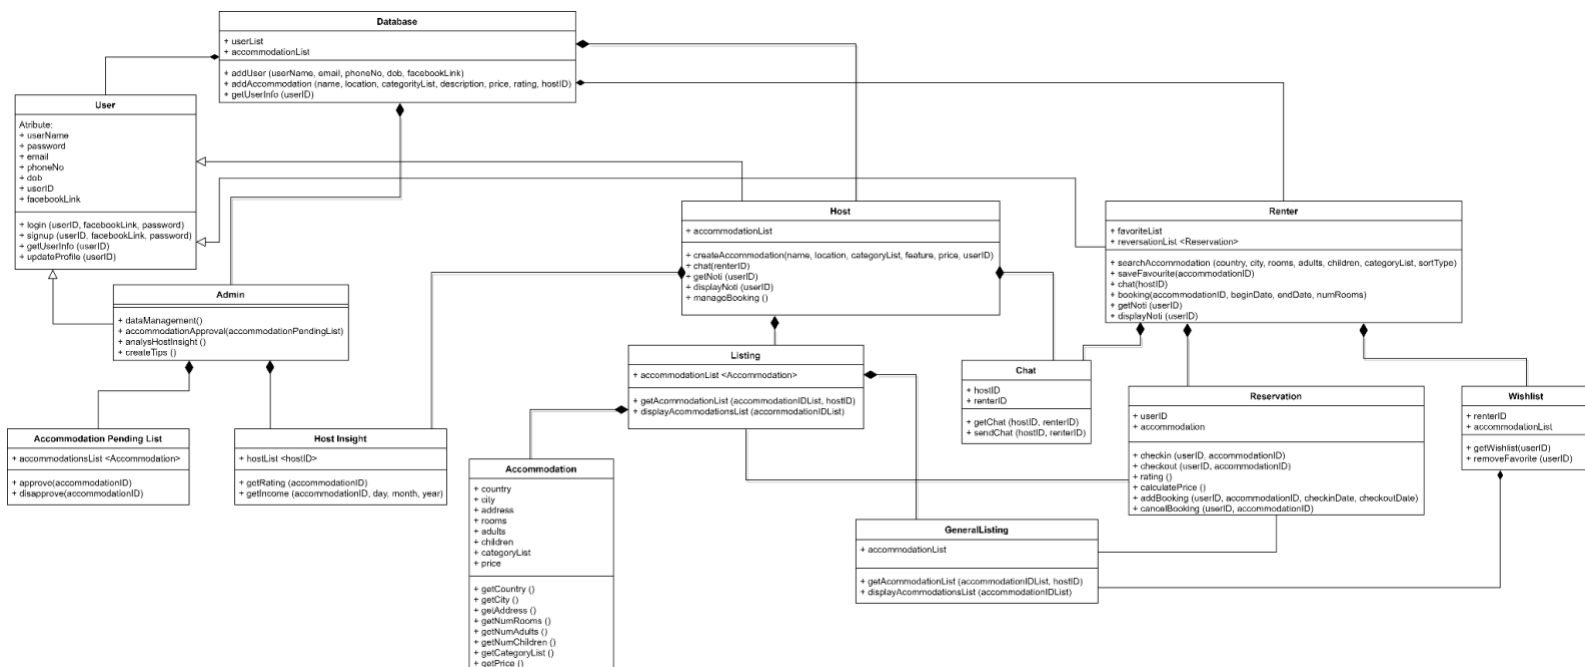 Database
+ userList
+ accommodationList
+ addUser (userName, email, phoneNo, dob, facebookLink)
+ addAccommodation (name, location, categorityList, description, price, rating, hostID)
+ getUserInfo (userID)
User
Atribute:
+ userName
+ password
+ email
+ phoneNo
+ dob
+ userID
+ facebookLink
+ login (userID, facebookLink, password)
+ signup (userID, facebookLink, password)
+ getUserInfo (userID)
+ updateProfile (userID)
Host
+ accommodationList
+ createAccommodation(name, location, categoryList, feature, price, userID)
+ chat(renterID)
+ getNoti (userID)
+ displayNoti (userID)
+ manageBooking ()
Renter
+ favoriteList
+ reversationList <Reservation>
+ searchAccommodation (country, city, rooms, adults, children, categoryList, sortType)
+ saveFavourite(accommodationID)
+ chat(hostID)
+ booking(accommodationID, beginDate, endDate, numRooms)
+ getNoti (userID)
+ displayNoti (userID)
Admin
+ dataManagement()
+ accommodationApproval(accommodationPendingList)
+ analysHostInsight ()
+ createTips ()
Listing
+ accommodationList <Accommodation>
+ getAcommodationList (accommodationIDList, hostID)
+ displayAcommodationsList (accommodationIDList)
Chat
+ hostID
+ renterID
+ getChat (hostID, renterID)
+ sendChat (hostID, renterID)
Reservation
+ userID
+ accommodation
+ checkin (userID, accommodationID)
+ checkout (userID, accommodationID)
+ rating ()
+ calculatePrice ()
+ addBooking (userID, accommodationID, checkinDate, checkoutDate)
+ cancelBooking (userID, accommodationID)
Wishlist
+ renterID
+ accommodationList
+ getWishlist(userID)
+ removeFavorite (userID)
Accommodation Pending List
+ accommodationsList <Accommodation>
+ approve(accommodationID)
+ disapprove(accommodationID)
Host Insight
+ hostList <hostID>
+ getRating (accommodationID)
+ getIncome (accommodationID, day, month, year)
Accommodation
+ country
+ city
+ address
+ rooms
+ adults
+ children
+ categoryList
+ price
+ getCountry ()
+ getCity ()
+ getAddress ()
+ getNumRooms ()
+ getNumAdults ()
+ getNumChildren ()
+ getCategoryList ()
+ getPrice ()
GeneralListing
+ accommodationList
+ getAcommodationList (accommodationIDList, hostID)
+ displayAcommodationsList (accommodationIDList)